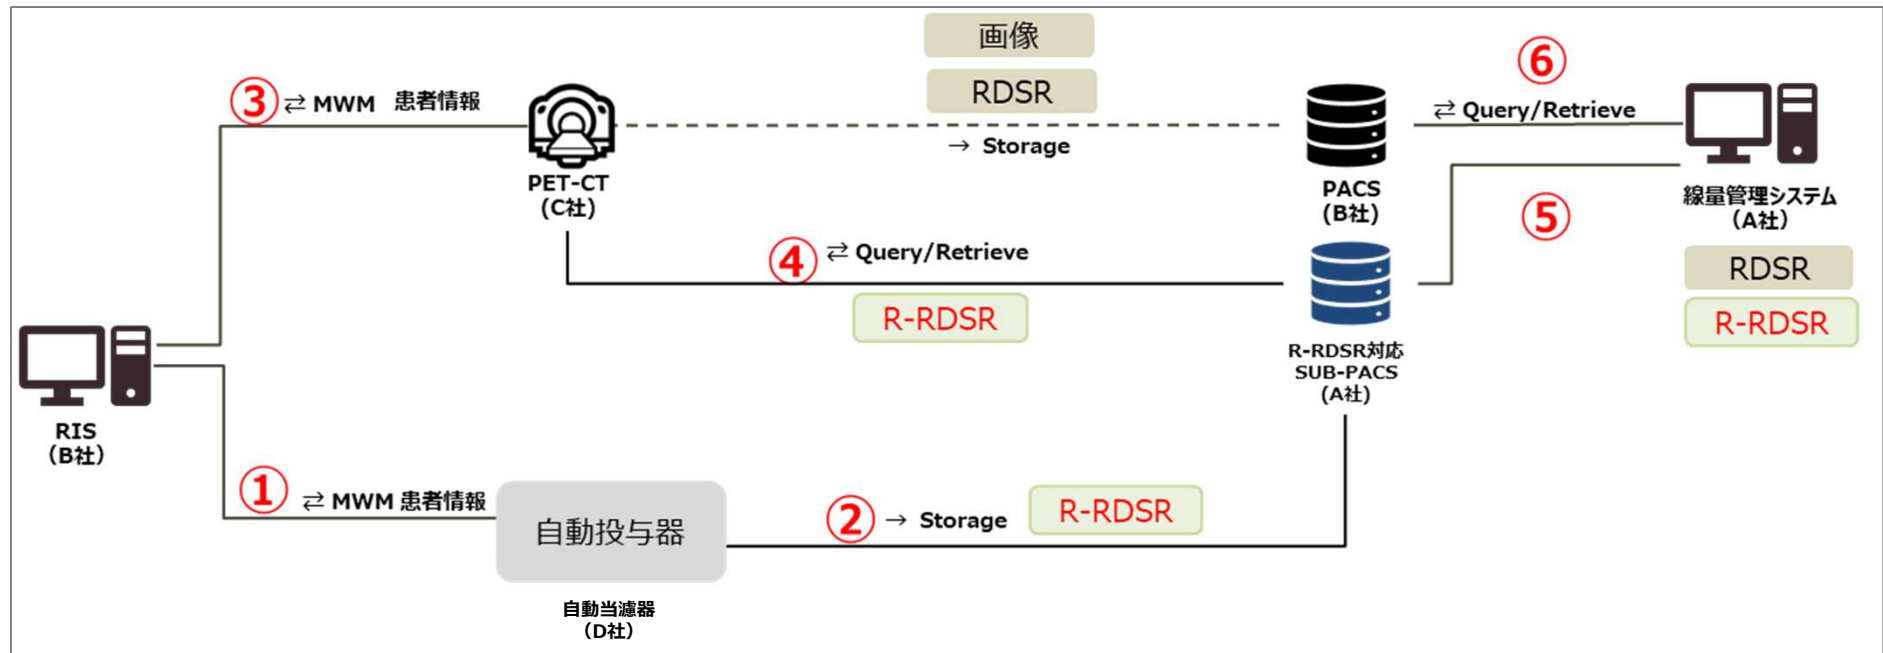 画像
RDSR
③ ⇄ MWM 患者情報
→ Storage
⑥
⇄ Query/Retrieve
PET-CT
(C社)
PACS
(B社)
線量管理システム
（A社）
⑤
④ ⇄ Query/Retrieve
R-RDSR
RDSR
R-RDSR
R-RDSR対応
SUB-PACS
(A社)
RIS
（B社）
① ⇄ MWM 患者情報
自動投与器
② → Storage
R-RDSR
自動当濾器
（D社）